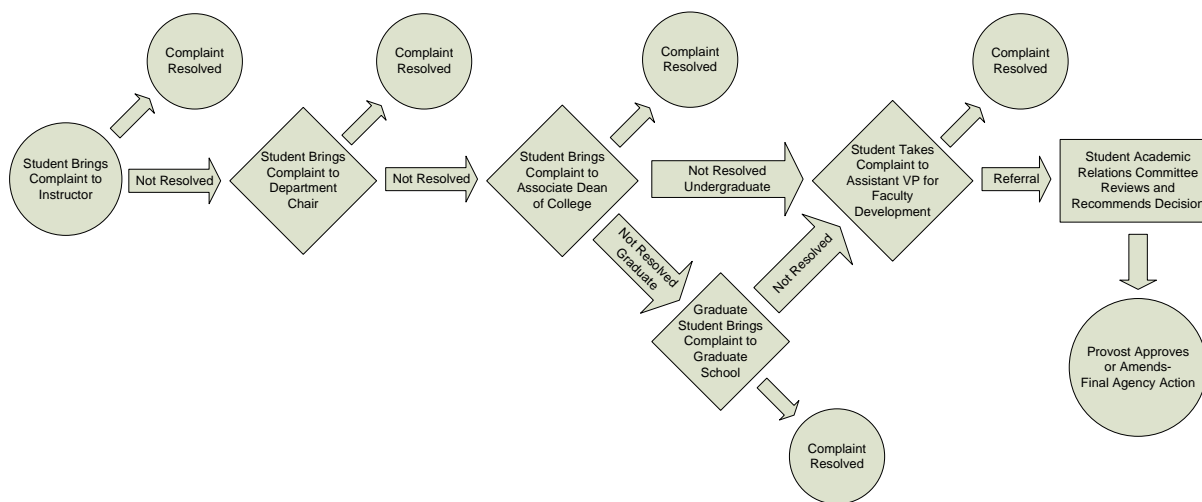 Complaint
Resolved
Complaint
Resolved
Complaint
Resolved
Complaint
Resolved
Student Brings
Complaint to
Instructor
Not Resolved
Student Brings
Complaint to
Department
Chair
Not Resolved
Student Brings
Complaint to
Associate Dean
of College
Not Resolved
Undergraduate
Student Takes
Complaint to
Assistant VP for
Faculty
Development
Referral
Student Academic
Relations Committee
Reviews and
Recommends Decision
Not Resolved
Graduate
Not Resolved
Graduate
Student Brings
Complaint to
Graduate
School
Provost Approves
or Amends-
Final Agency Action
Complaint
Resolved